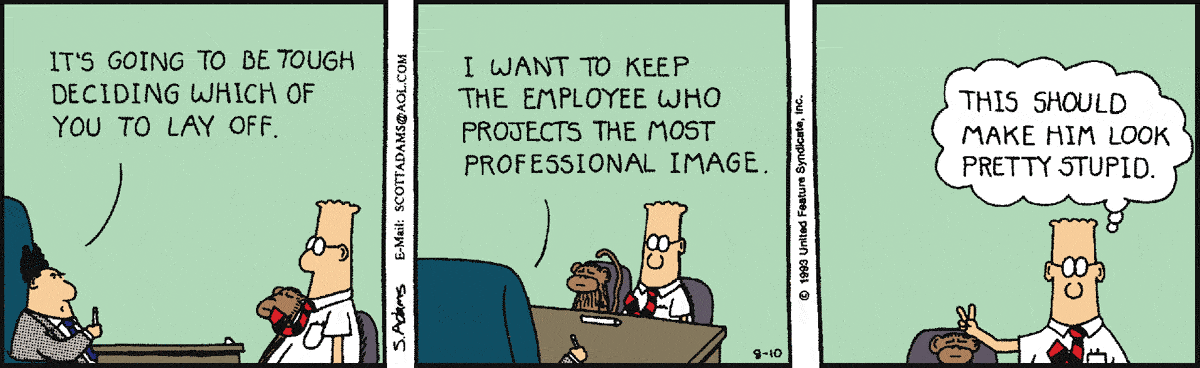 IT'S GOING TO BE TOUGH
DECIDING WHICH OF
YOU TO LAY OFF.
S. Adams E-Mail: SCOTTADAMS@AOL.COM
I WANT TO KEEP
THE EMPLOYEE WHO
PROJECTS THE MOST
PROFESSIONAL IMAGE.
8-10
© 1993 United Feature Syndicate, Inc.
THIS SHOULD
MAKE HIM LOOK
PRETTY STUPID.